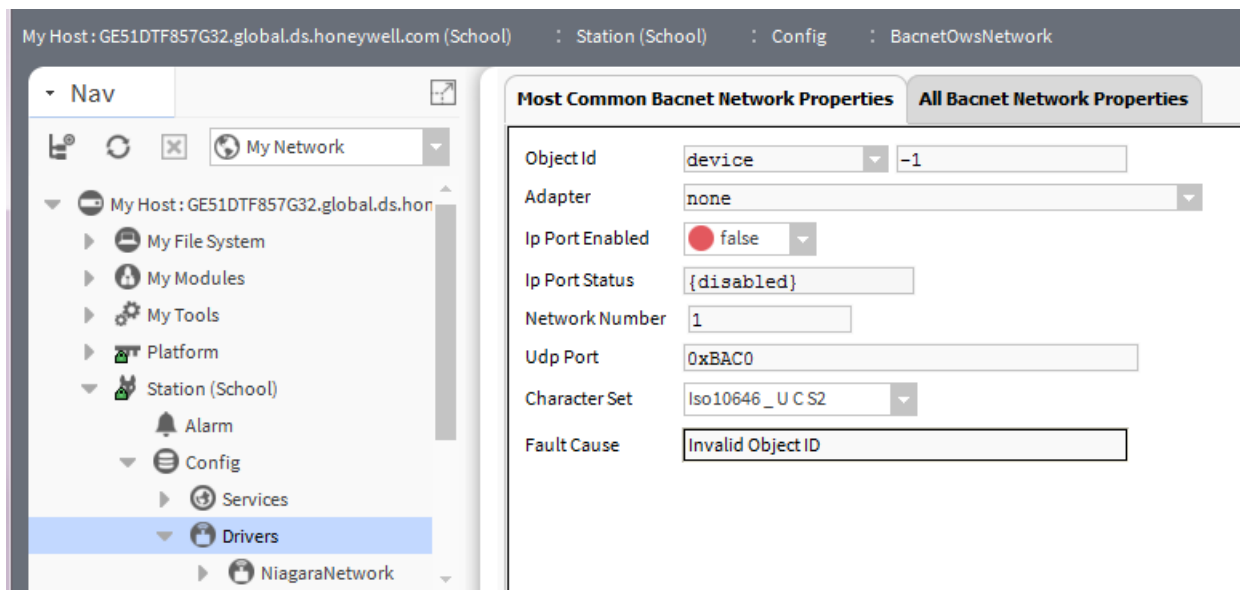 My Host : GE51DTF857G32.global.ds.honeywell.com (School) : Station (School) : Config : BacnetOwsNetwork
Nav
My Network
My Host : GE51DTF857G32.global.ds.hon
My File System
My Modules
My Tools
Platform
Station (School)
Alarm
Config
Services
Drivers
NiagaraNetwork
Most Common Bacnet Network Properties All Bacnet Network Properties
Object Id device -1
Adapter none
Ip Port Enabled false
Ip Port Status {disabled}
Network Number 1
Udp Port 0xBAC0
Character Set Iso10646 _ U C S2
Fault Cause Invalid Object ID